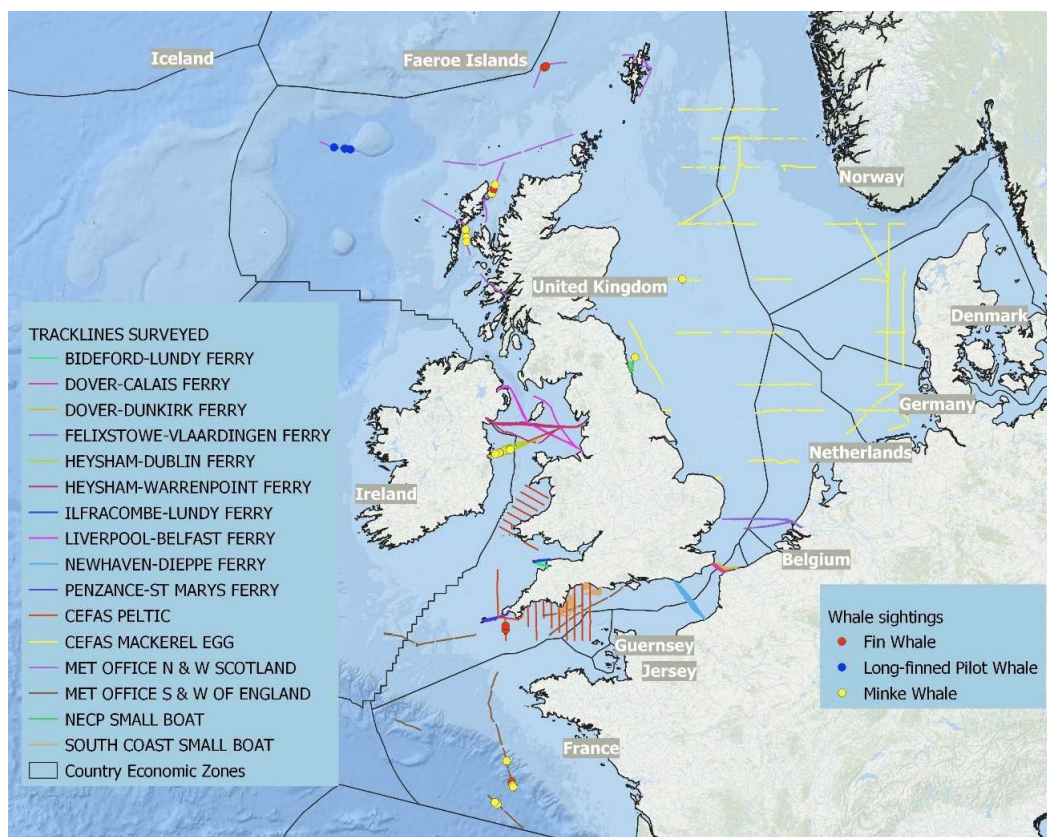 Iceland
Faeroe Islands
Norway
United Kingdom
Denmark
Germany
Netherlands
Ireland
Belgium
Guernsey
Jersey
France
TRACKLINES SURVEYED
BIDEFORD-LUNDY FERRY
DOVER-CALAIS FERRY
DOVER-DUNKIRK FERRY
FELIXSTOWE-VLAARDINGEN FERRY
HEYSHAM-DUBLIN FERRY
HEYSHAM-WARRENPOINT FERRY
ILFRACOMBE-LUNDY FERRY
LIVERPOOL-BELFAST FERRY
NEWHAVEN-DIEPPE FERRY
PENZANCE-ST MARYS FERRY
CEFAS PELTIC
CEFAS MACKEREL EGG
MET OFFICE N & W SCOTLAND
MET OFFICE S & W OF ENGLAND
NECP SMALL BOAT
SOUTH COAST SMALL BOAT
Country Economic Zones
Whale sightings
Fin Whale
Long-finned Pilot Whale
Minke Whale